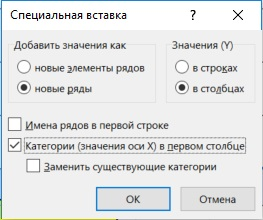 Специальная вставка
Добавить значения как
Значения (Y)
новые элементы рядов
в строках
новые ряды
в столбцах
Имена рядов в первой строке
Категории (значения оси X) в первом столбце
Заменить существующие категории
ОК
Отмена